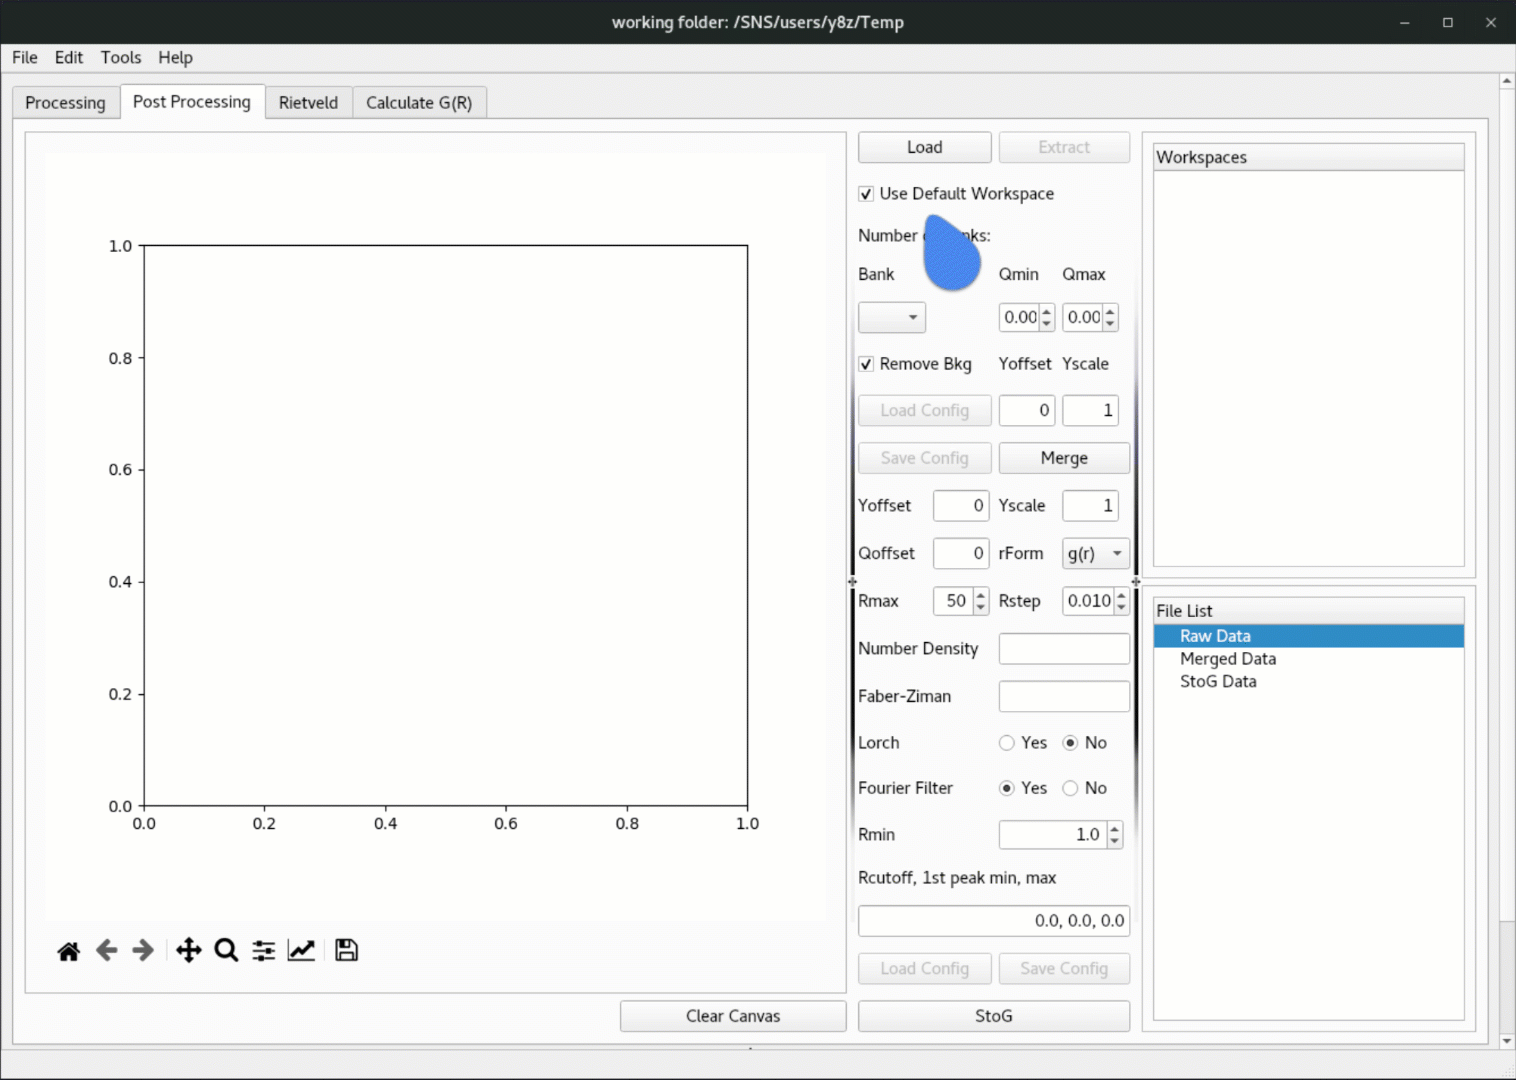 working folder: /SNS/users/y8z/Temp
File Edit Tools Help
Processing Post Processing Rietveld Calculate G(R)
Load Extract
Use Default Workspace
Number
Bank Qmin Qmax
0.00 0.00
Remove Bkg Yoffset Yscale
Load Config 0 1
Save Config Merge
Yoffset 0 Yscale 1
Qoffset 0 rForm g(r)
Rmax 50 Rstep 0.010
Number Density
Faber-Ziman
Lorch Yes No
Fourier Filter Yes No
Rmin 1.0
Rcutoff, 1st peak min, max
0.0, 0.0, 0.0
Load Config Save Config
StoG
1.0
0.8
0.6
0.4
0.2
0.0
0.0 0.2 0.4 0.6 0.8 1.0
Clear Canvas
Workspaces
File List
Raw Data
Merged Data
StoG Data